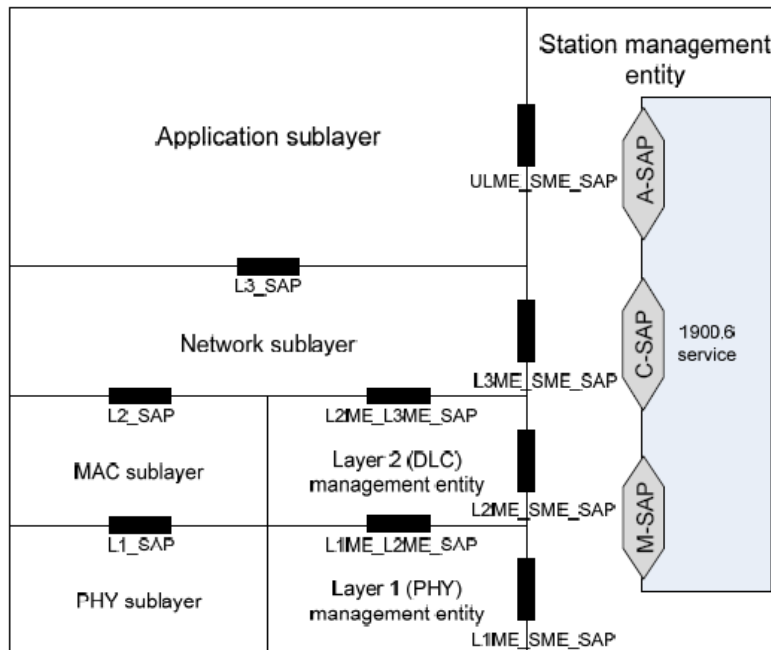 Station management
entity
Application sublayer
A-SAP
ULME_SME_SAP
L3_SAP
Network sublayer
C-SAP
1900.6
service
L3ME_SME_SAP
L2_SAP
L2ME_L3ME_SAP
MAC sublayer
Layer 2 (DLC)
management entity
M-SAP
L2ME_SME_SAP
L1_SAP
L1ME_L2ME_SAP
PHY sublayer
Layer 1 (PHY)
management entity
L1ME_SME_SAP